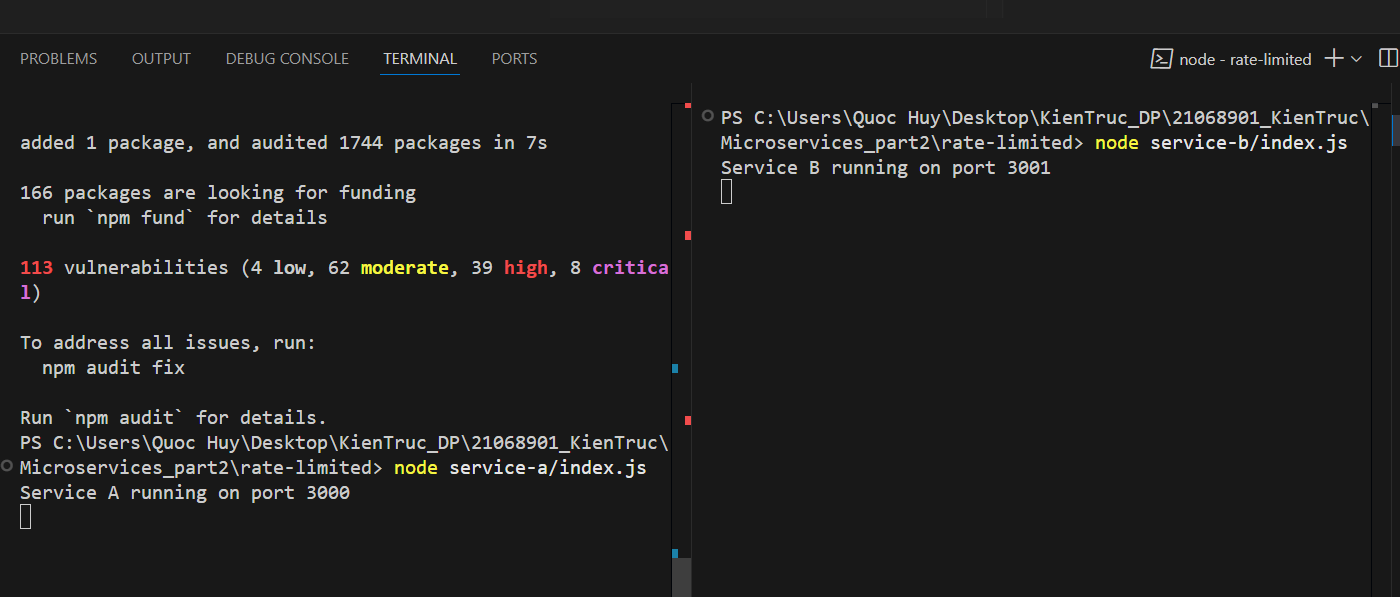 PROBLEMS OUTPUT DEBUG CONSOLE TERMINAL PORTS node - rate-limited
added 1 package, and audited 1744 packages in 7s
166 packages are looking for funding
run `npm fund` for details
113 vulnerabilities (4 low, 62 moderate, 39 high, 8 critica
l)
To address all issues, run:
npm audit fix
Run `npm audit` for details.
PS C:\Users\Quoc Huy\Desktop\KienTruc_DP\21068901_KienTruc\
Microservices_part2\rate-limited> node service-a/index.js
Service A running on port 3000
PS C:\Users\Quoc Huy\Desktop\KienTruc_DP\21068901_KienTruc\
Microservices_part2\rate-limited> node service-b/index.js
Service B running on port 3001